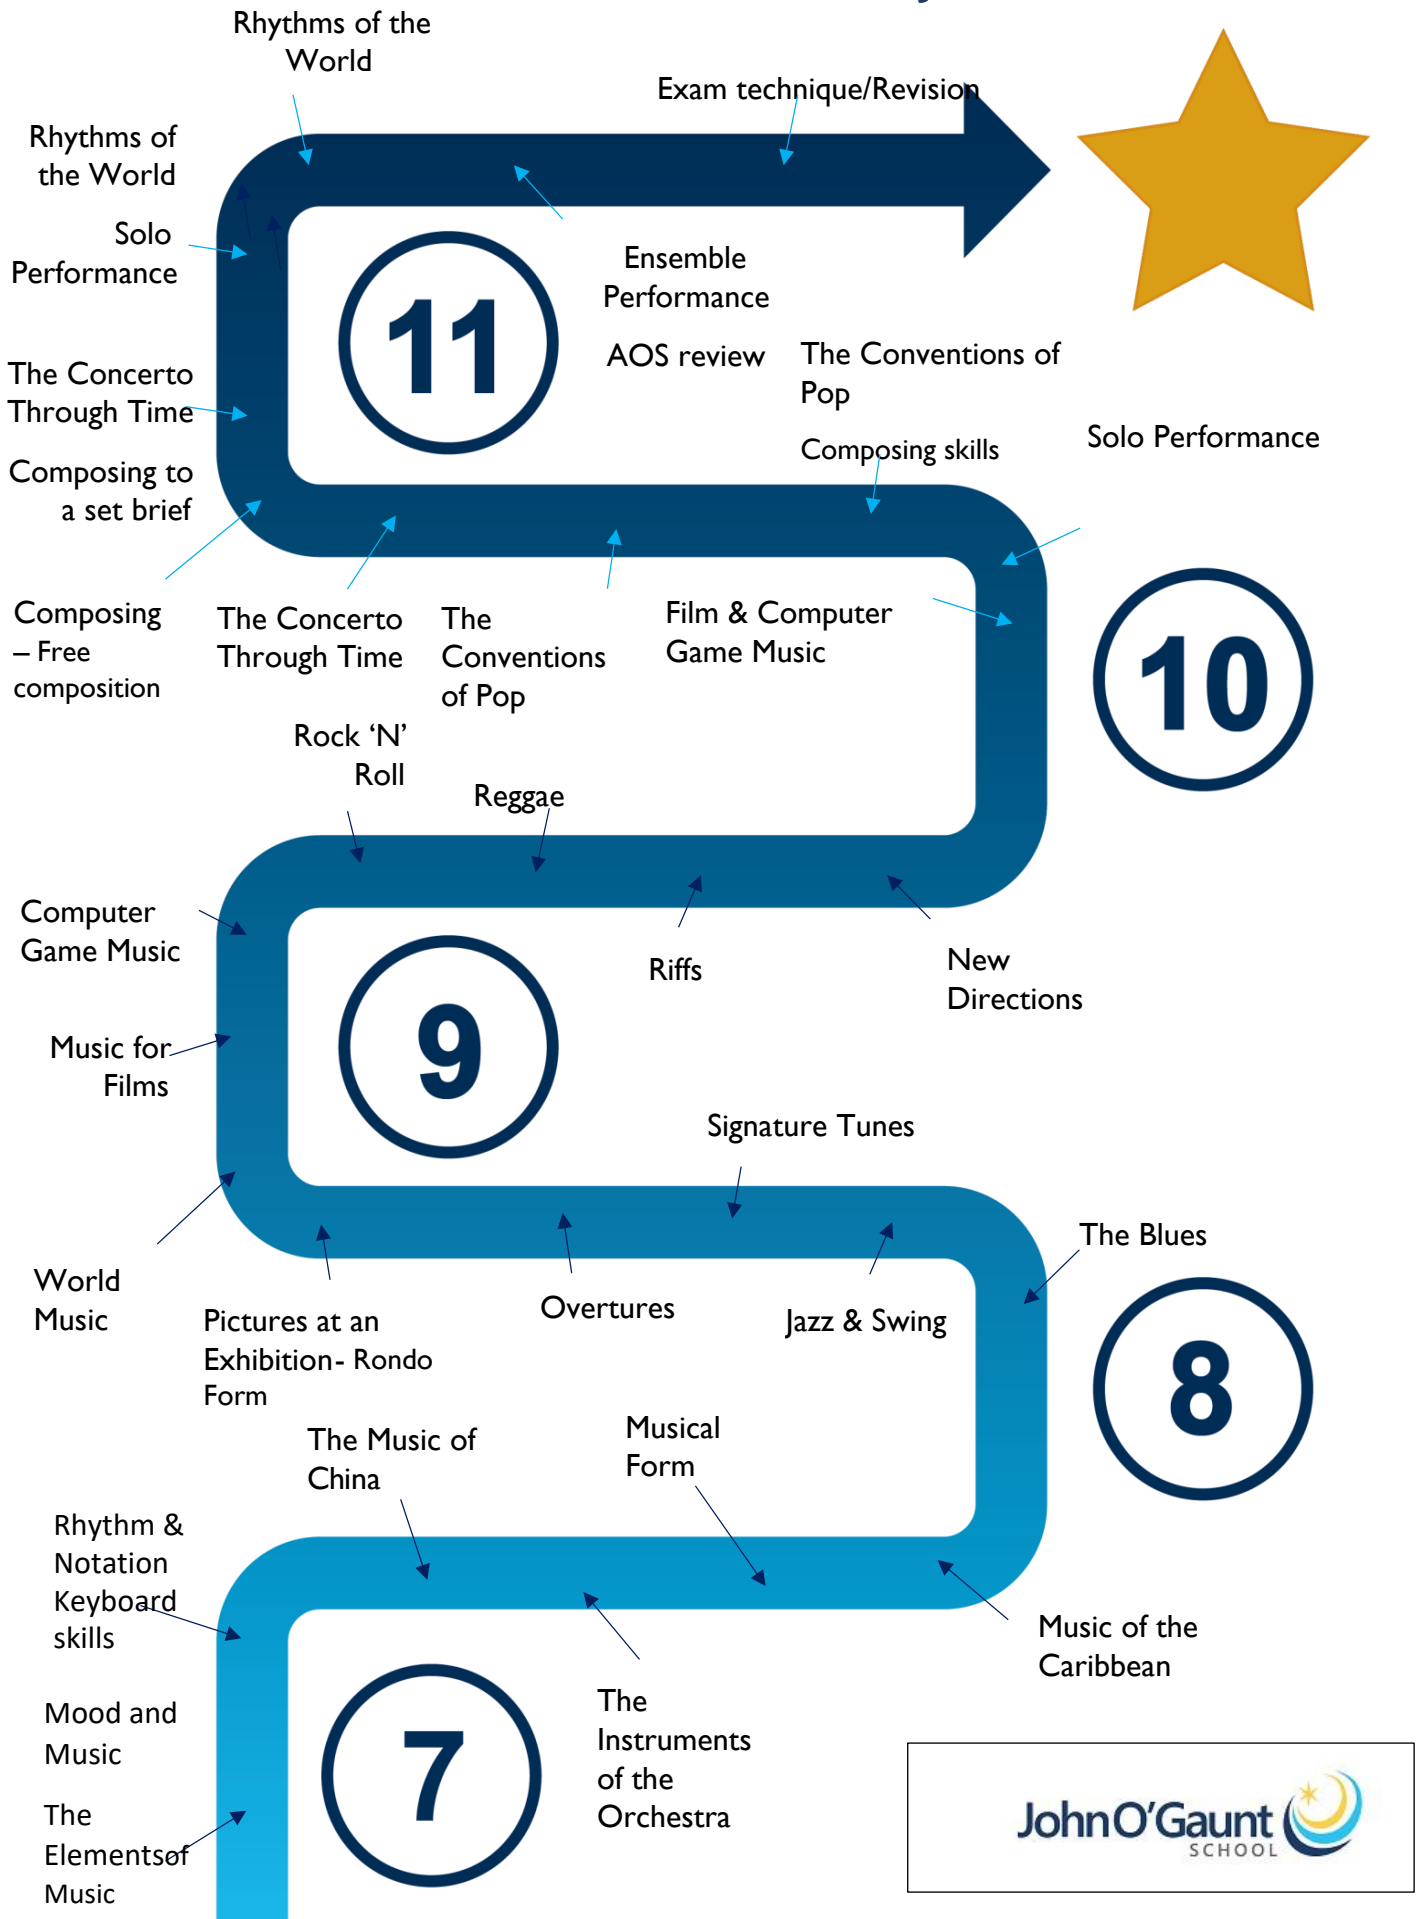 Rhythms of the
World
Exam technique/Revision
Rhythms of
the World
Solo
Performance
11
Ensemble
Performance
AOS review
The Conventions of
Pop
Composing skills
Solo Performance
The Concerto
Through Time
Composing to
a set brief
Composing
– Free
composition
The Concerto
Through Time
The
Conventions
of Pop
Film & Computer
Game Music
10
Rock ‘N’
Roll
Reggae
Computer
Game Music
Riffs
New
Directions
9
Music for
Films
Signature Tunes
The Blues
World
Music
Pictures at an
Exhibition- Rondo
Form
Overtures
Jazz & Swing
8
The Music of
China
Musical
Form
Rhythm &
Notation
Keyboard
skills
Music of the
Caribbean
Mood and
Music
7
The
Instruments
of the
Orchestra
The
Elementsof
Music
John O'Gaunt
SCHOOL